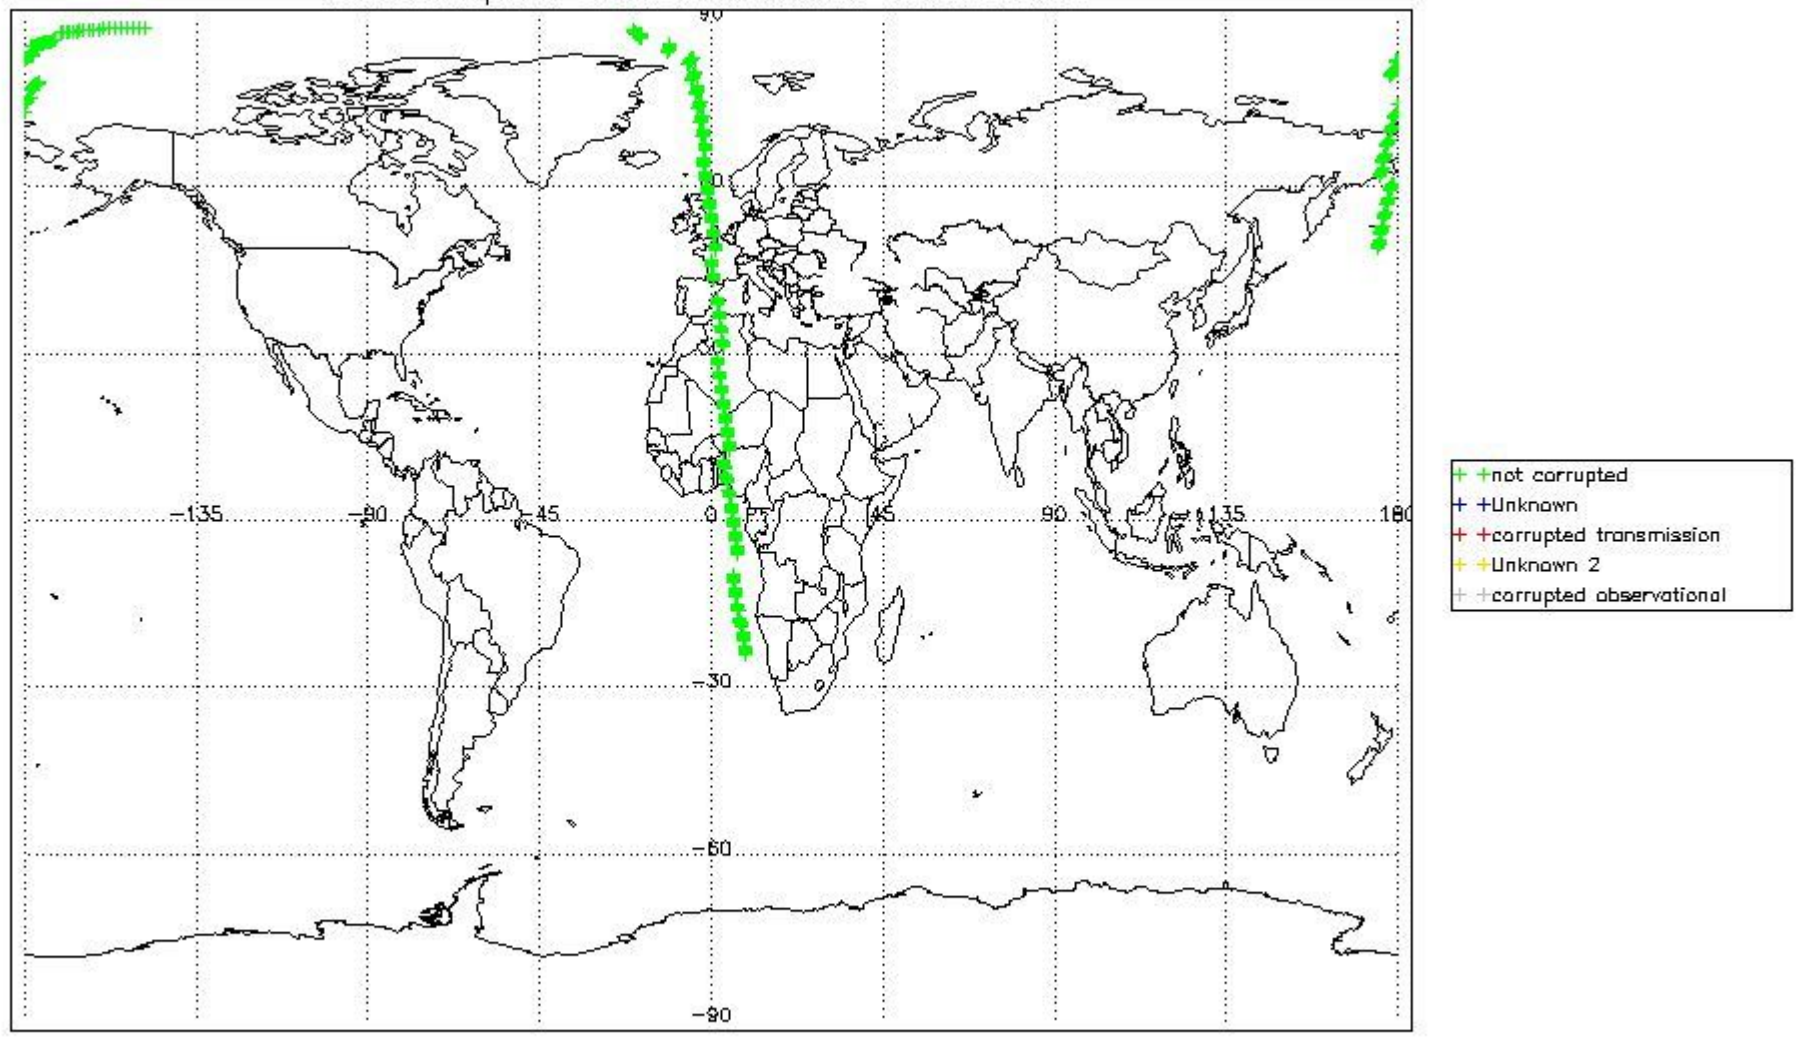 90
-135
-90
-45
0
45
90
135
180
-30
-60
-90
not corrupted
Unknown
corrupted transmission
Unknown 2
corrupted observational